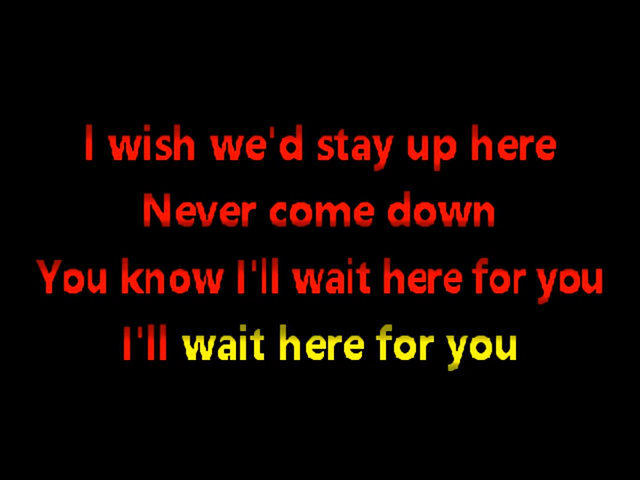 I wish we'd stay up here
Never come down
You know I'll wait here for you
I'll wait here for you